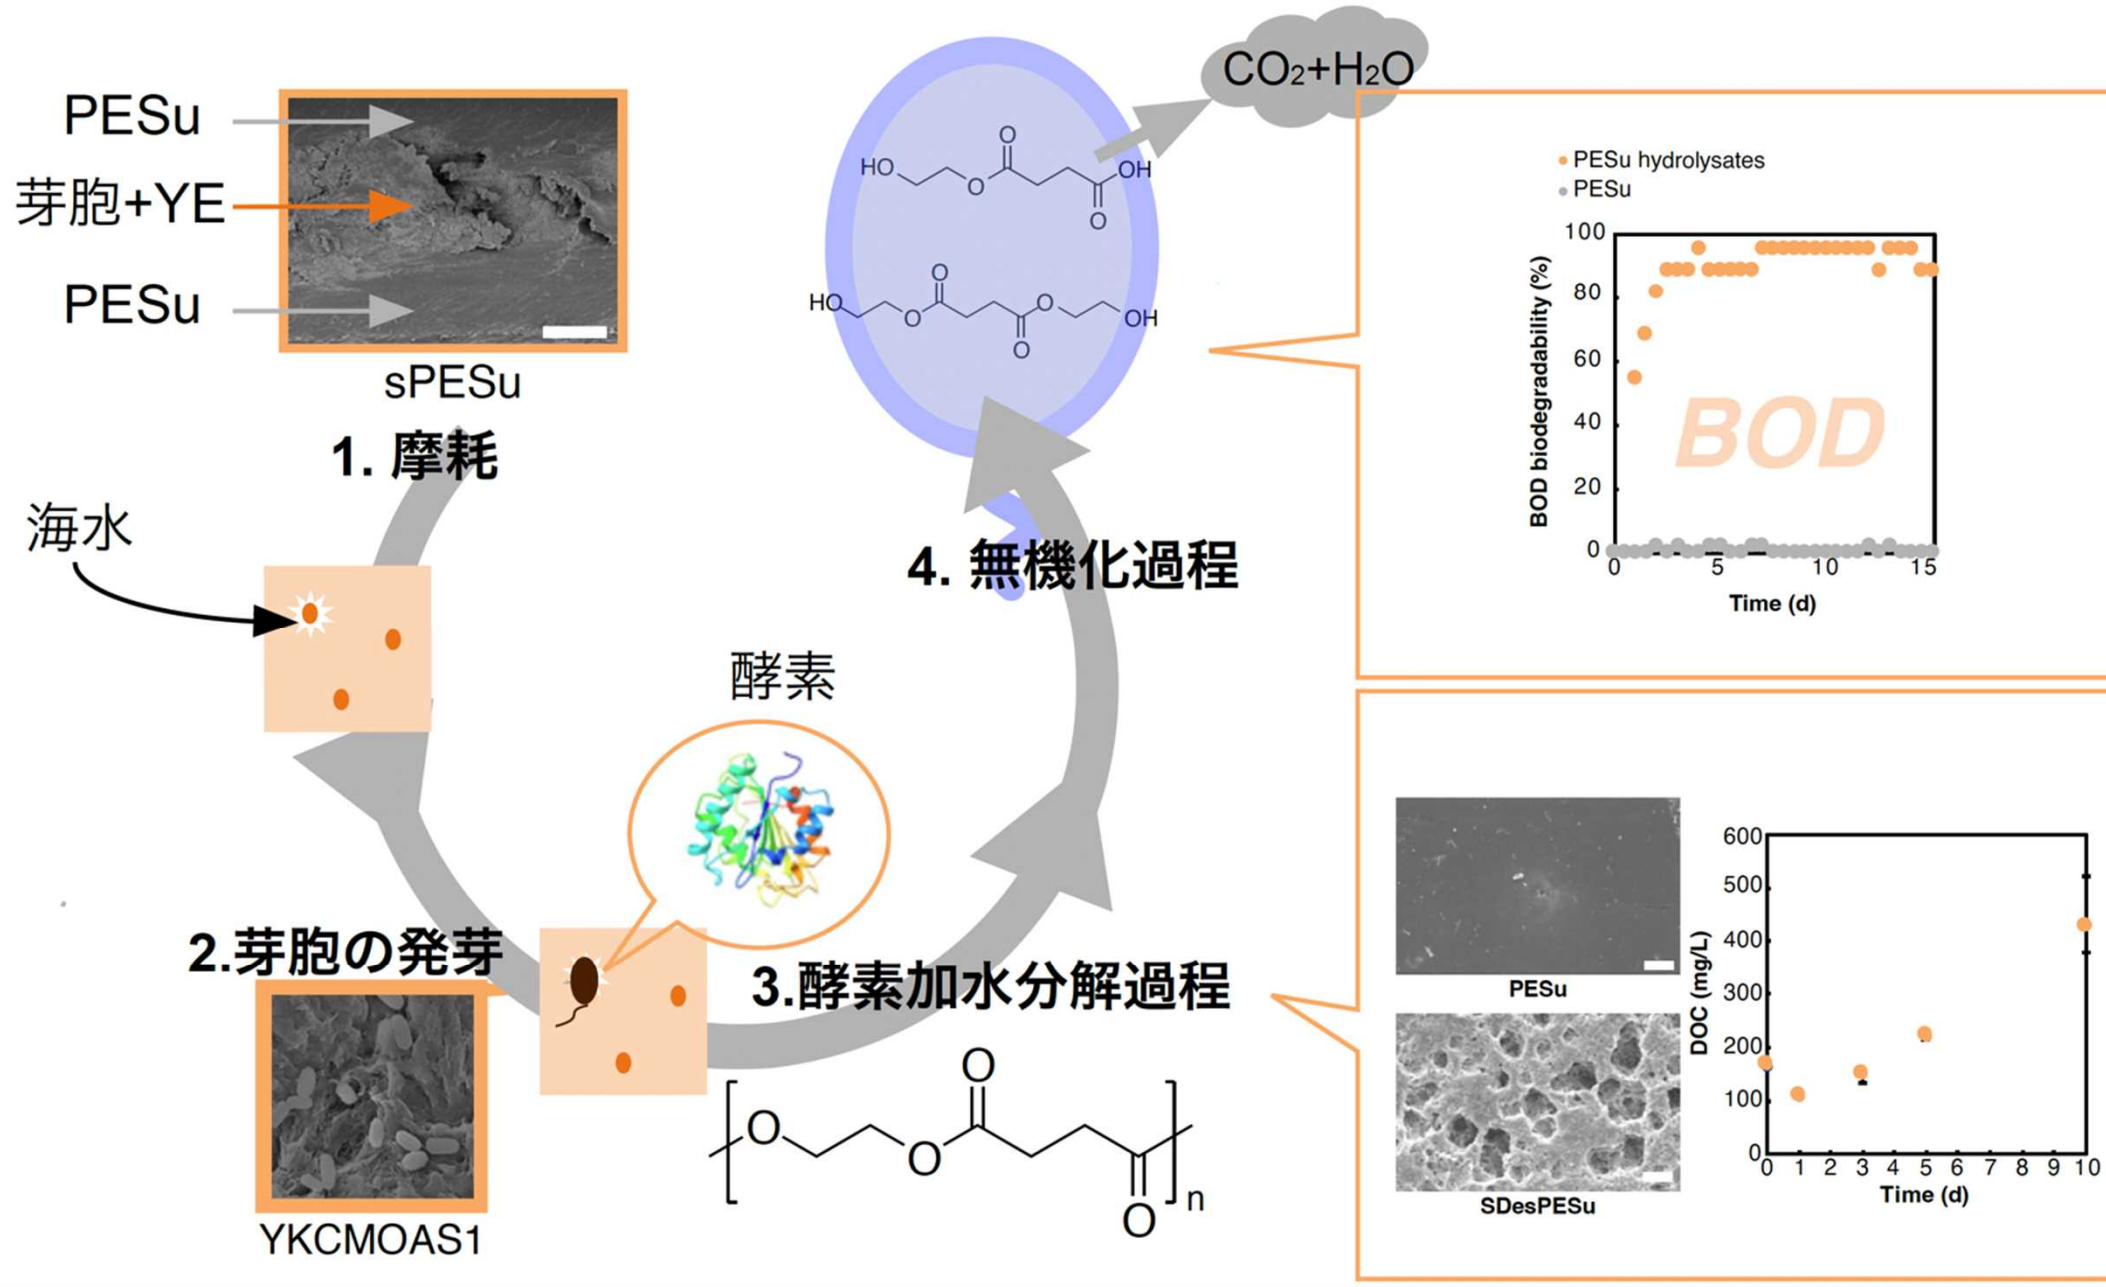 PESu
芽胞+YE
PESu
sPESu
1. 摩耗
海水
2.芽胞の発芽
YKCMOAS1
酵素
3.酵素加水分解過程
O
O
O
O
n
4. 無機化過程
HO
O
O
OH
O
HO
O
O
O
O
OH
CO2+H2O
PESu hydrolysates
PESu
BOD biodegradability (%)
100
80
60
40
20
0
BOD
0 5 10 15
Time (d)
PESu
SDesPESu
DOC (mg/L)
600
500
400
300
200
100
0
0 1 2 3 4 5 6 7 8 9 10
Time (d)